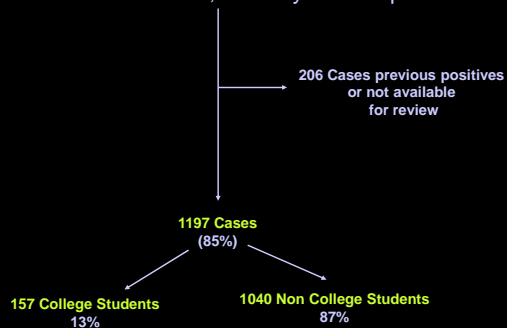 206 Cases previous positives
or not available
for review
1197 Cases
(85%)
157 College Students
13%
1040 Non College Students
87%